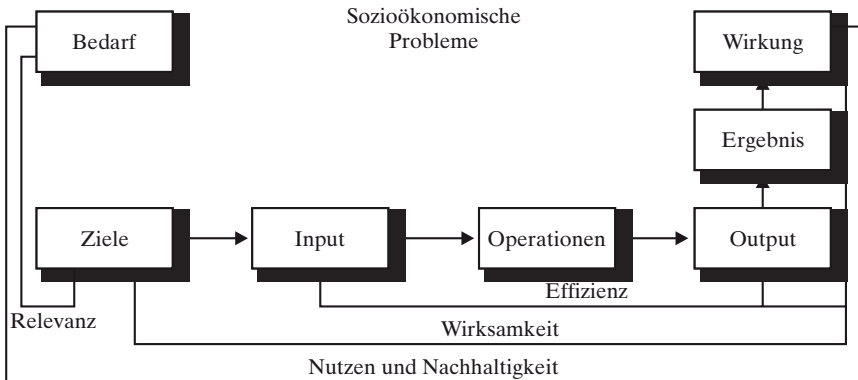 Sozioökonomische
Probleme
Bedarf
Wirkung
Ergebnis
Ziele
Input
Operationen
Output
Effizienz
Relevanz
Wirksamkeit
Nutzen und Nachhaltigkeit